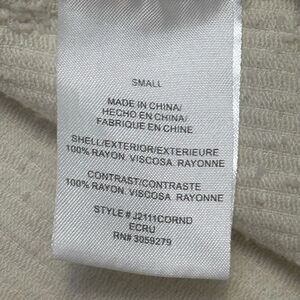 SMALL
MADE IN CHINA/
HECHO EN CHINA/
FABRIQUE EN CHINE
SHELL/EXTERIOR/EXTERIEURE
100% RAYON. VISCOSA. RAYONNE
CONTRAST/CONTRASTE
100% RAYON. VISCOSA. RAYONNE
STYLE # J2111CORND
ECRU
RN# 3059279